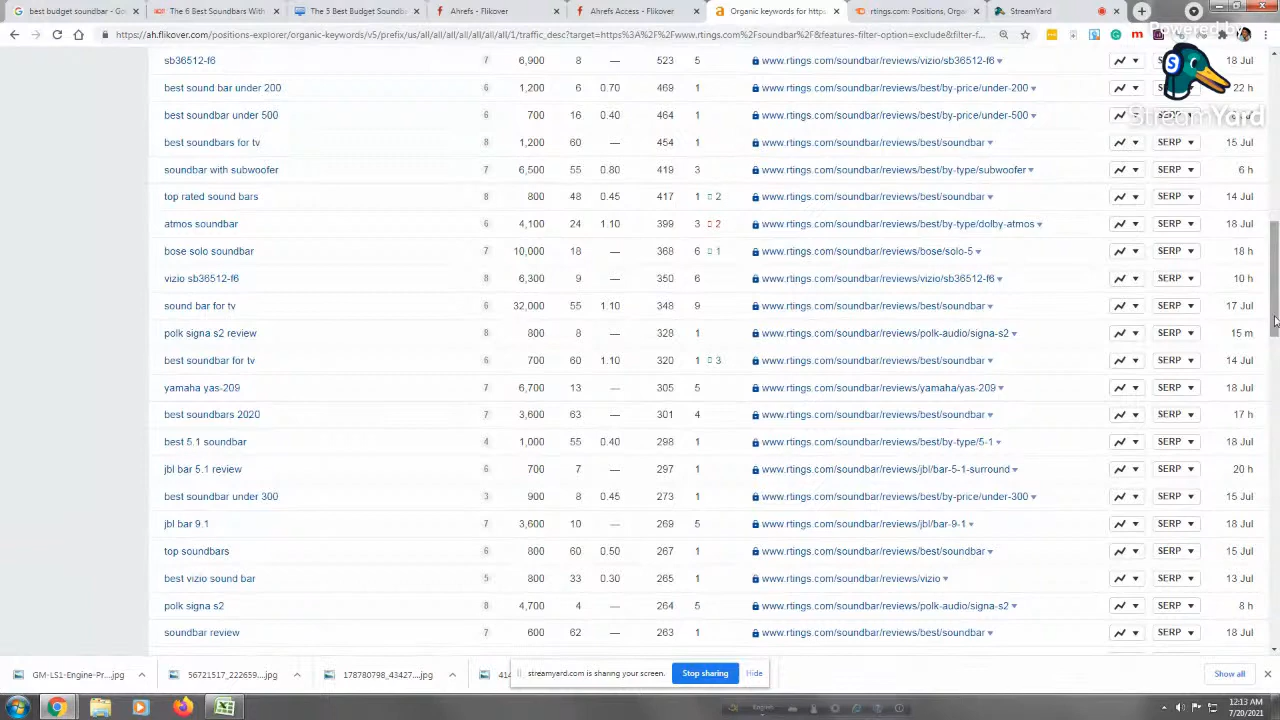 best budget soundbar - Go
The 6 Best Soundbars With
The 5 Best Budget Soundbar
Ahrefs Access - Flikover
Organic keywords for https
rtings.com: Positions, Orga
StreamYard
https://ah.flikover.com/positions-explorer/organic-keywords/v5/prefix/all/all/
Powered by
StreamYard
sb36512-f6 6,900 8 — 523 5 www.rtings.com/soundbar/reviews/vizio/sb36512-f6 18 Jul
best sound bar under 200 200 6 0.70 469 1 www.rtings.com/soundbar/reviews/best/by-price/under-200 22 h
best soundbar under 500 700 16 0.40 464 1 www.rtings.com/soundbar/reviews/best/by-price/under-500
best soundbars for tv 1,200 60 — 454 1 www.rtings.com/soundbar/reviews/best/soundbar SERP 15 Jul
soundbar with subwoofer 6,500 55 0.80 419 3 www.rtings.com/soundbar/reviews/best/by-type/subwoofer SERP 6 h
top rated sound bars 8 800 48 0.45 417 1 2 www.rtings.com/soundbar/reviews/best/soundbar SERP 14 Jul
atmos soundbar 7 4,100 24 1.10 399 3 2 www.rtings.com/soundbar/reviews/best/by-type/dolby-atmos SERP 18 Jul
bose solo soundbar 7 10,000 18 — 368 6 1 www.rtings.com/soundbar/reviews/bose/solo-5 SERP 18 h
vizio sb36512-f6 8 6,300 9 — 350 6 www.rtings.com/soundbar/reviews/vizio/sb36512-f6 SERP 10 h
sound bar for tv 6 32,000 55 1.10 348 9 www.rtings.com/soundbar/reviews/best/soundbar SERP 17 Jul
polk signa s2 review 8 800 8 — 328 1 www.rtings.com/soundbar/reviews/polk-audio/signa-s2 SERP 15 m
best soundbar for tv 6 700 60 1.10 320 1 3 www.rtings.com/soundbar/reviews/best/soundbar SERP 14 Jul
yamaha yas-209 7 6,700 13 — 305 5 www.rtings.com/soundbar/reviews/yamaha/yas-209 SERP 18 Jul
best soundbars 2020 7 3,600 63 — 301 4 www.rtings.com/soundbar/reviews/best/soundbar SERP 17 h
best 5.1 soundbar 4 1,000 55 0.40 298 1 www.rtings.com/soundbar/reviews/best/by-type/5-1 SERP 18 Jul
jbl bar 5.1 review 6 700 7 — 297 1 www.rtings.com/soundbar/reviews/jbl/bar-5-1-surround SERP 20 h
best soundbar under 300 3 900 8 0.45 273 1 www.rtings.com/soundbar/reviews/best/by-price/under-300 SERP 15 Jul
jbl bar 9.1 7 3,600 10 — 269 5 www.rtings.com/soundbar/reviews/jbl/bar-9-1 SERP 18 Jul
top soundbars 6 800 60 0.50 267 1 www.rtings.com/soundbar/reviews/best/soundbar SERP 15 Jul
best vizio sound bar 5 800 33 0.30 265 1 www.rtings.com/soundbar/reviews/vizio SERP 13 Jul
polk signa s2 8 4,700 4 — 264 5 www.rtings.com/soundbar/reviews/polk-audio/signa-s2 SERP 8 h
soundbar review 7 600 62 — 263 1 www.rtings.com/soundbar/reviews/best/soundbar SERP 18 Jul
GM-LS1-Engine-Pr....jpg 56721517_222659....jpg streamyard.com is sharing your screen. Stop sharing Hide Show all
English
12:13 AM
7/20/2021